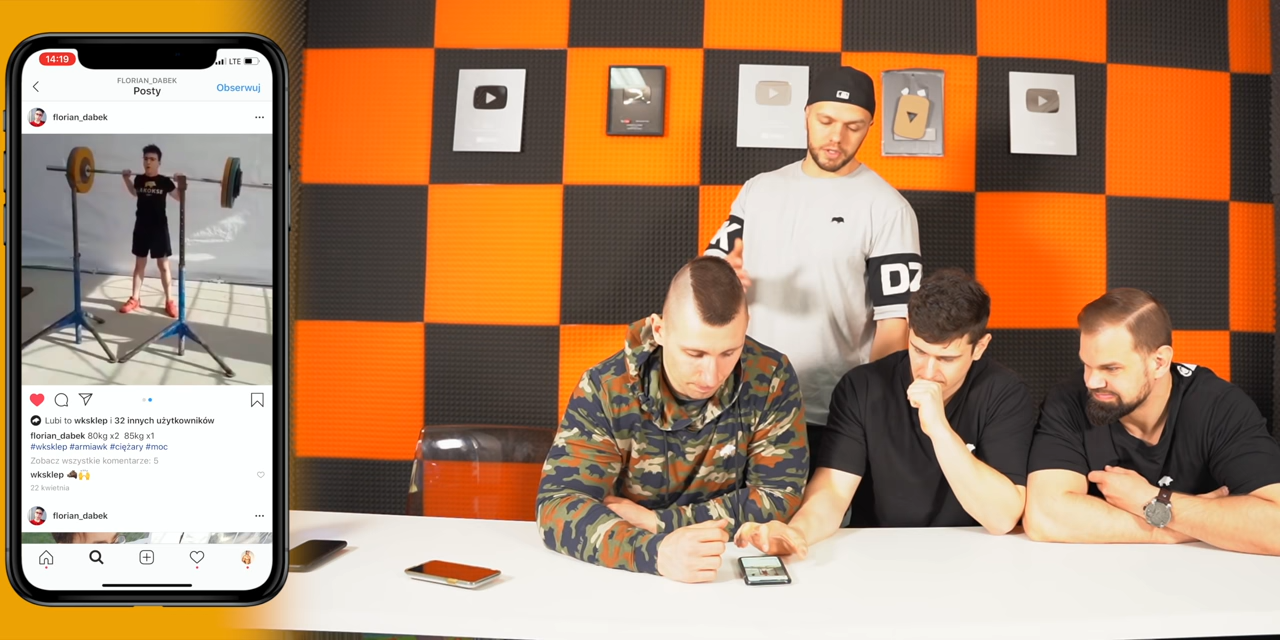 14:19
LTE
FLORIAN_DABEK
Posty
Obserwuj
florian_dabek
Lubi to wksklep i 32 innych użytkowników
florian_dabek 80kg x2 85kg x1
#wksklep #armiawk #ciężary #moc
Zobacz wszystkie komentarze: 5
wksklep
22 kwietnia
florian_dabek
K
DZ